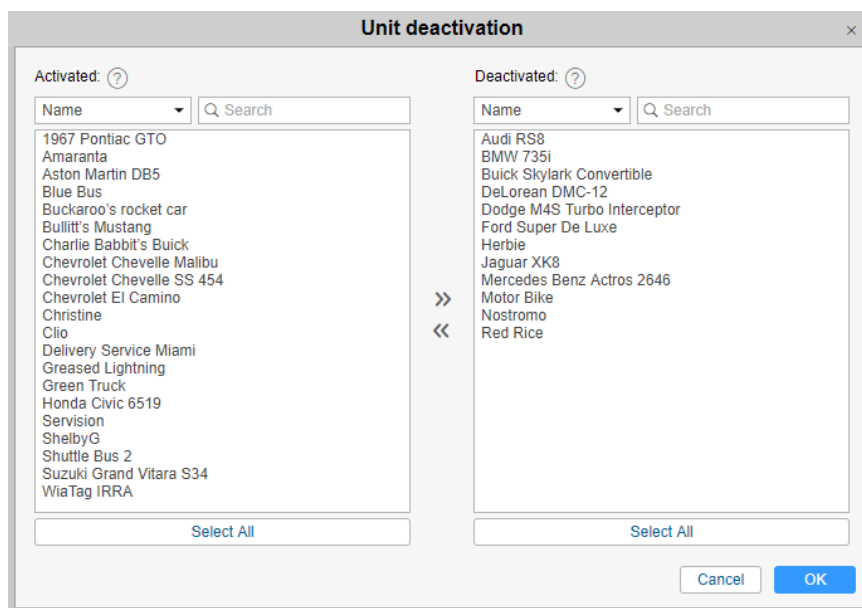 Unit deactivation
×
Activated: ?
Deactivated: ?
Name
Search
Name
Search
1967 Pontiac GTO
Amaranta
Aston Martin DB5
Blue Bus
Buckaroo’s rocket car
Bullitt’s Mustang
Charlie Babbit’s Buick
Chevrolet Chevelle Malibu
Chevrolet Chevelle SS 454
Chevrolet El Camino
Christine
Clio
Delivery Service Miami
Greased Lightning
Green Truck
Honda Civic 6519
Servision
ShelbyG
Shuttle Bus 2
Suzuki Grand Vitara S34
WiaTag IRRA
Select All
»
«
Audi RS8
BMW 735i
Buick Skylark Convertible
DeLorean DMC-12
Dodge M4S Turbo Interceptor
Ford Super De Luxe
Herbie
Jaguar XK8
Mercedes Benz Actros 2646
Motor Bike
Nostromo
Red Rice
Select All
Cancel
OK